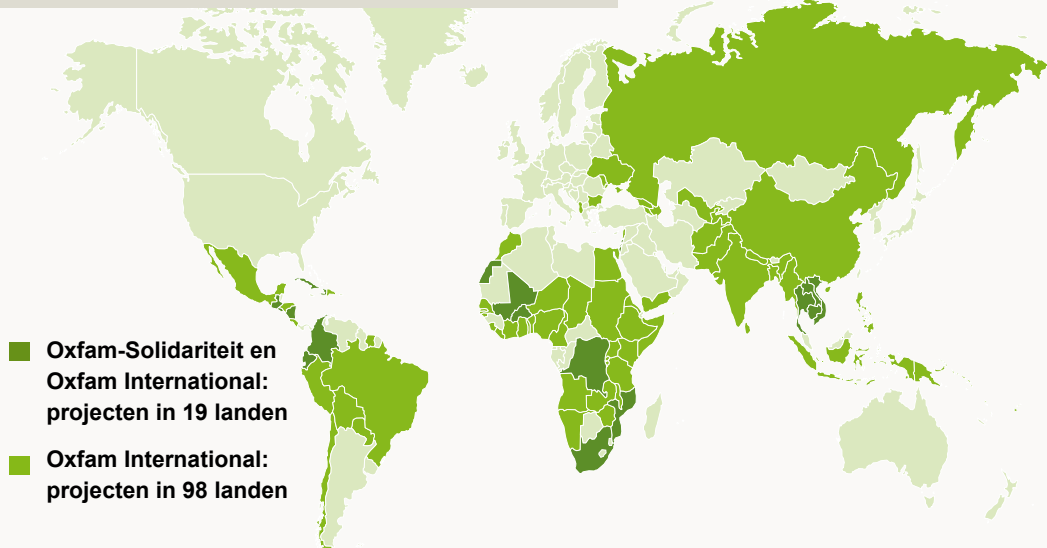 Oxfam-Solidariteit en
Oxfam International:
projecten in 19 landen
Oxfam International:
projecten in 98 landen